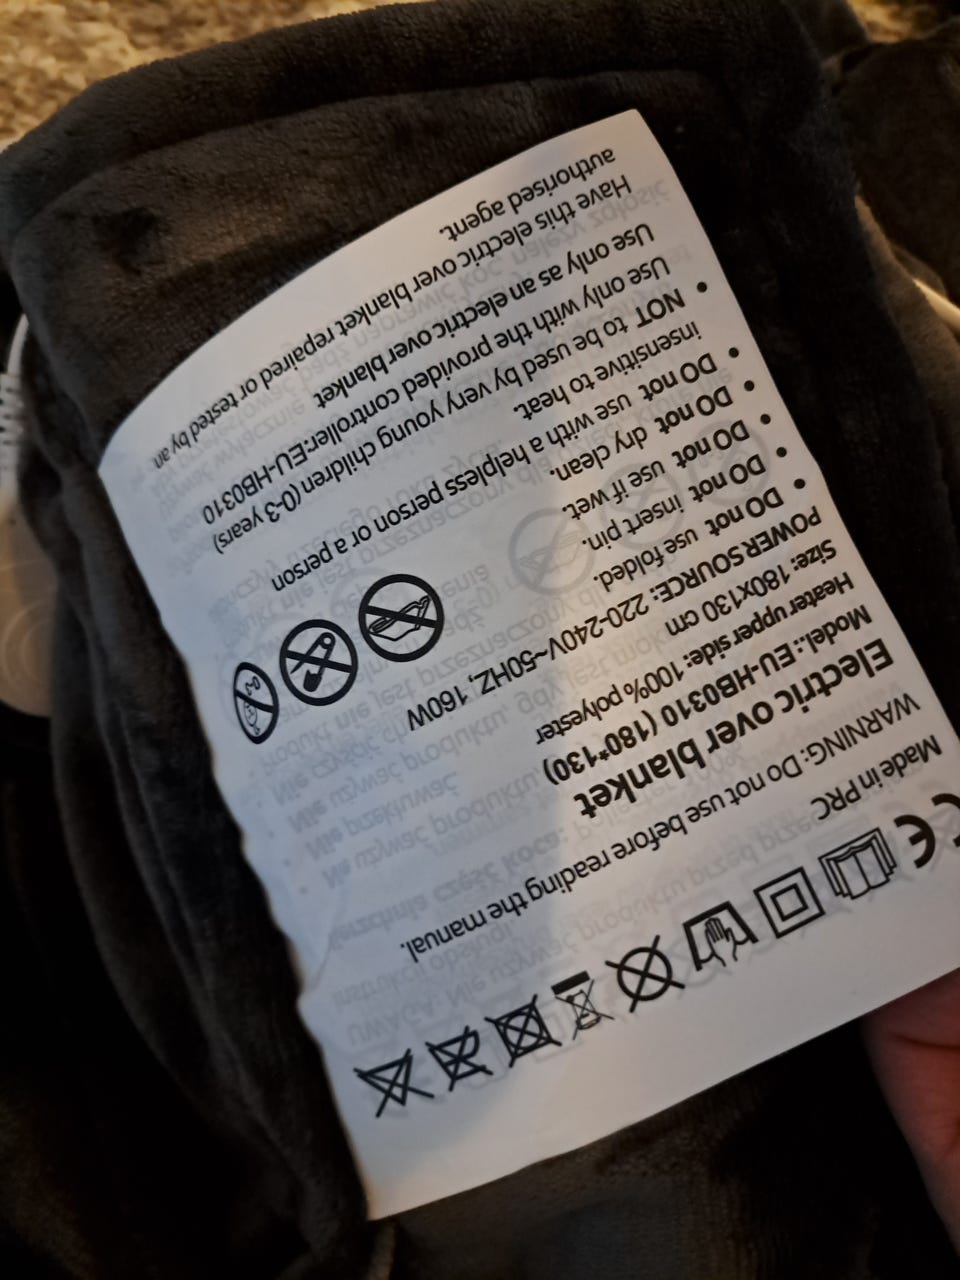 CE
Made in PRC
WARNING: Do not use before reading the manual.
Electric over blanket
Model.: EU-HB0310 (180*130)
Heater upper side: 100% polyester
Size: 180x130 cm
POWER SOURCE: 220-240V~50HZ, 160W
• DO not use folded.
• DO not insert pin.
• DO not use if wet.
• DO not dry clean.
• DO not use with a helpless person or a person
insensitive to heat.
• NOT to be used by very young children (0-3 years)
Use only with the provided controller:EU-HB0310
Use only as an electric over blanket.
Have this electric over blanket repaired or tested by an
authorised agent.